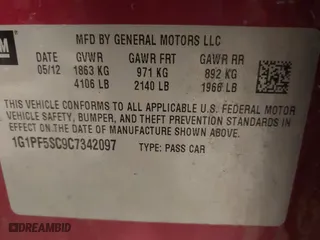 GM
MFD BY GENERAL MOTORS LLC
DATE GVWR GAWR FRT GAWR RR
05/12 1863 KG 971 KG 892 KG
4106 LB 2140 LB 1966 LB
THIS VEHICLE CONFORMS TO ALL APPLICABLE U.S. FEDERAL MOTOR
VEHICLE SAFETY, BUMPER, AND THEFT PREVENTION STANDARDS IN
EFFECT ON THE DATE OF MANUFACTURE SHOWN ABOVE.
1G1PF5SC9C7342097 TYPE: PASS CAR
DEALERSHIP